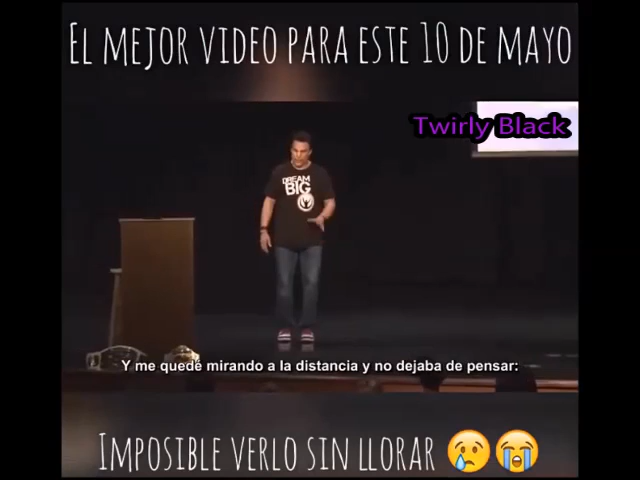 EL MEJOR VIDEO PARA ESTE 10 DE MAYO
Twirly Black
DREAM
BIG
Y me quedé mirando a la distancia y no dejaba de pensar:
IMPOSIBLE VERLO SIN LLORAR 😢😭